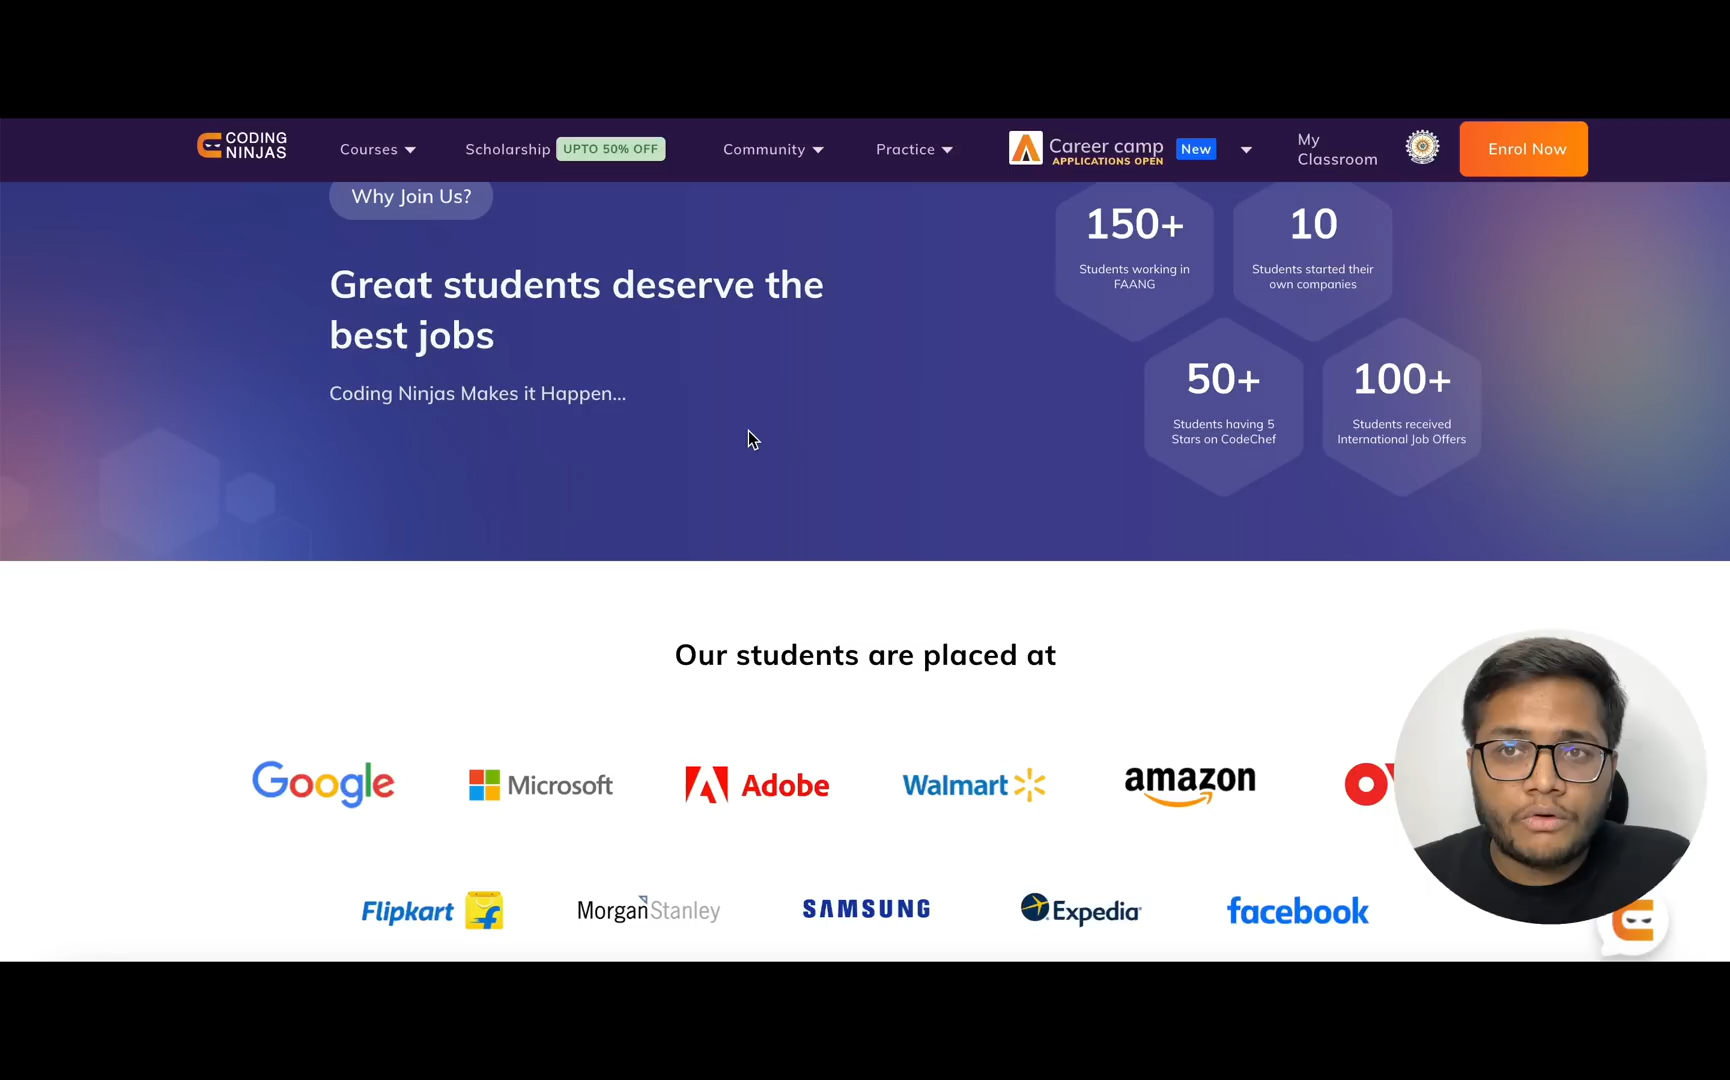 CODING
NINJAS
Courses
Scholarship
UPTO 50% OFF
Community
Practice
Career camp
APPLICATIONS OPEN
New
My
Classroom
Enrol Now
Why Join Us?
Great students deserve the
best jobs
Coding Ninjas Makes it Happen...
150+
Students working in
FAANG
10
Students started their
own companies
50+
Students having 5
Stars on CodeChef
100+
Students received
International Job Offers
Our students are placed at
Google
Microsoft
Adobe
Walmart
amazon
Flipkart
MorganStanley
SAMSUNG
Expedia
facebook